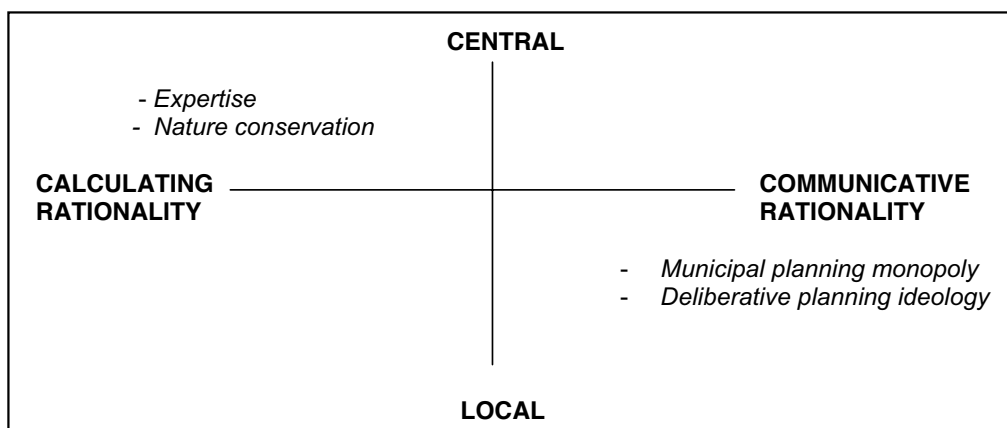 CENTRAL
- Expertise
- Nature conservation
CALCULATING
RATIONALITY
COMMUNICATIVE
RATIONALITY
- Municipal planning monopoly
- Deliberative planning ideology
LOCAL